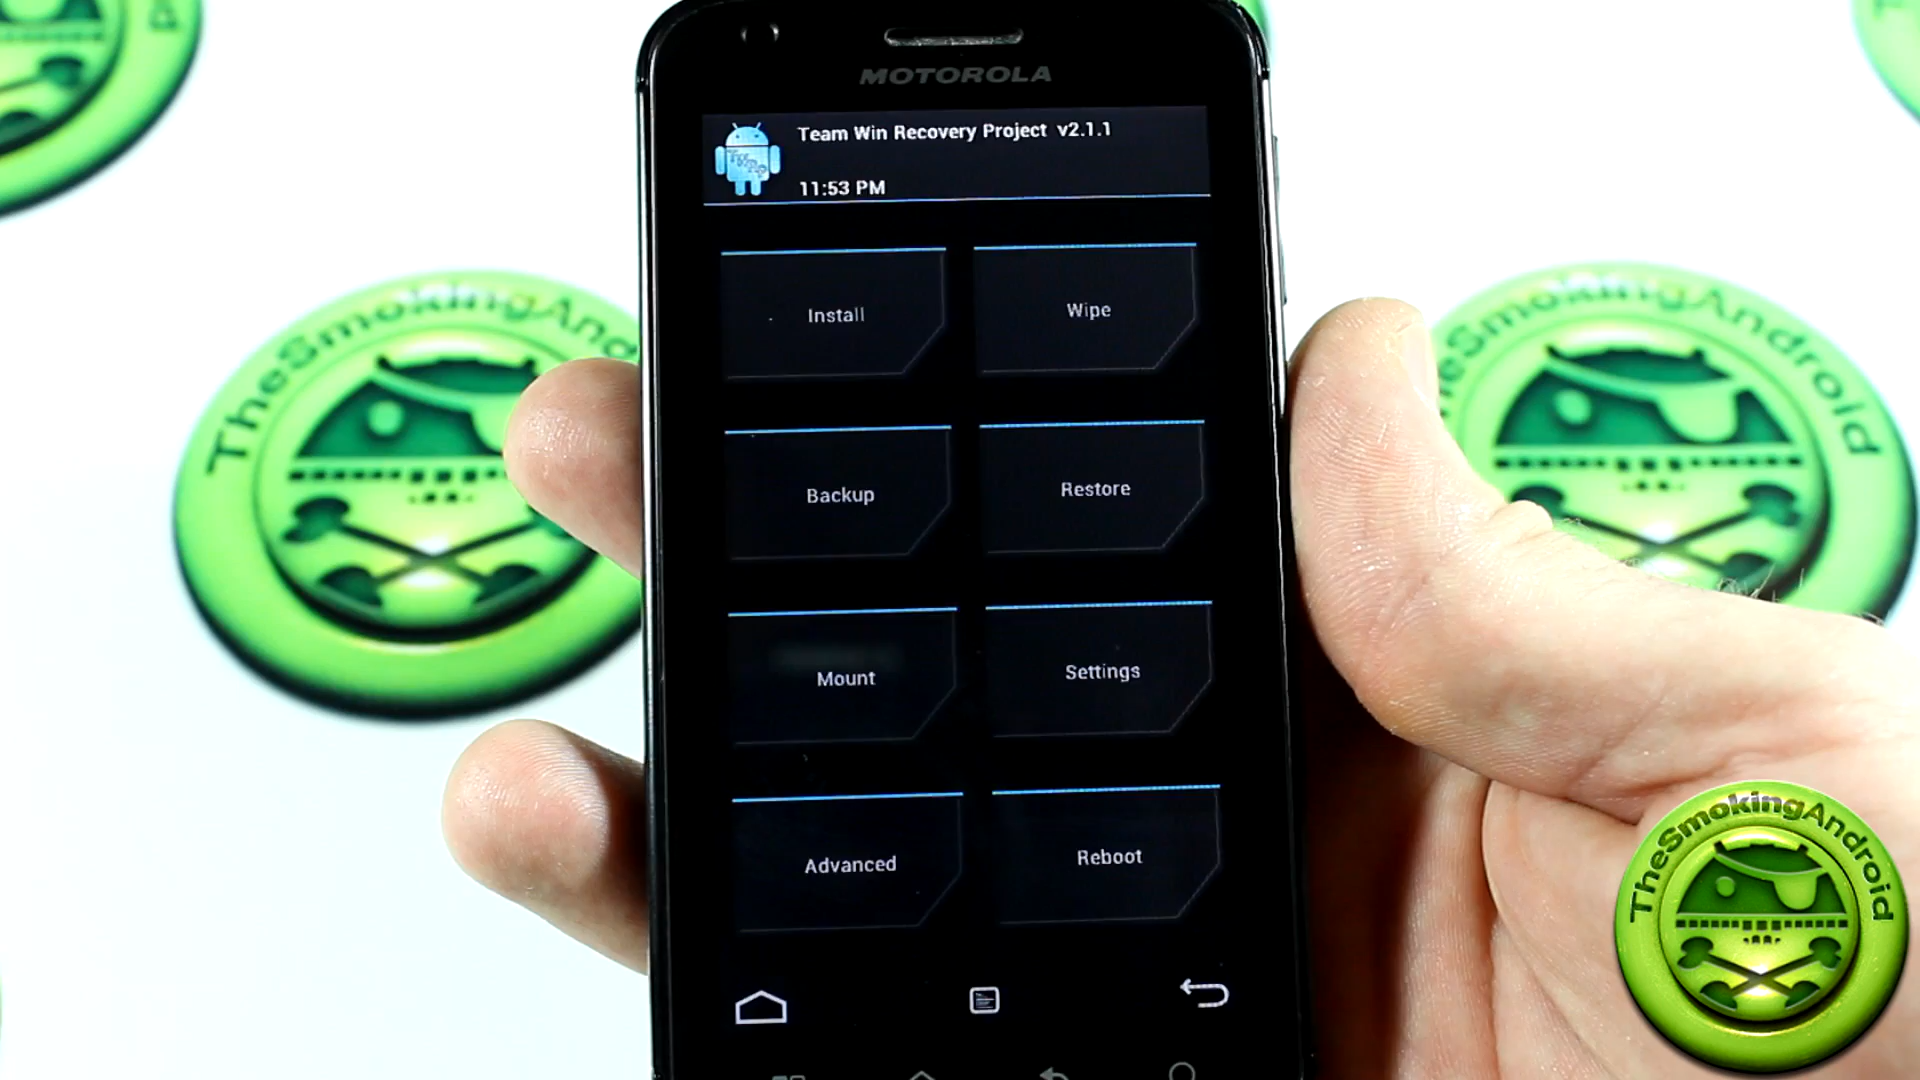 MOTOROLA
Team Win Recovery Project v2.1.1
11:53 PM
Install
Wipe
Backup
Restore
Mount
Settings
Advanced
Reboot
TheSmokingAndroid
TheSmokingAndroid
TheSmokingAndroid